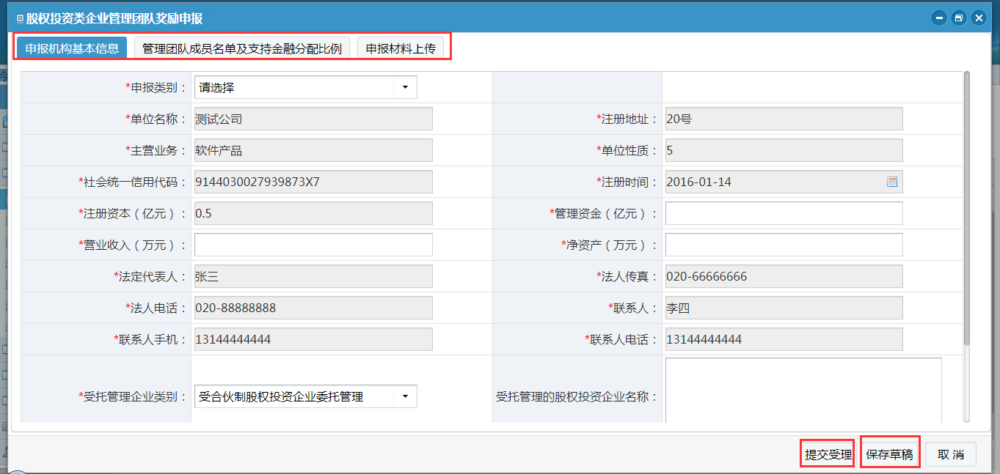 股权投资类企业管理团队奖励申报
申报机构基本信息 管理团队成员名单及支持金融分配比例 申报材料上传
*申报类别： 请选择
*单位名称： 测试公司 *注册地址： 20号
*主营业务： 软件产品 *单位性质： 5
*社会统一信用代码： 9144030027939873X7 *注册时间： 2016-01-14
*注册资本（亿元）： 0.5 *管理资金（亿元）：
*营业收入（万元）： *净资产（万元）：
*法定代表人： 张三 *法人传真： 020-66666666
*法人电话： 020-88888888 *联系人： 李四
*联系人手机： 13144444444 *联系人电话： 13144444444
*受托管理企业类别： 受合伙制股权投资企业委托管理 受托管理的股权投资企业名称：
提交受理 保存草稿 取 消